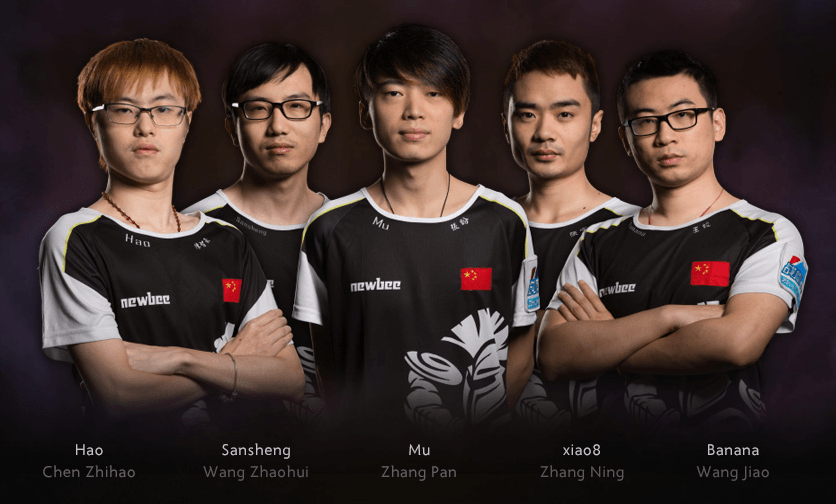 Hao
Sansheng
Mu
newbee
newbee
newbee
Hao
Sansheng
Mu
xiao8
Banana
Chen Zhihao
Wang Zhaohui
Zhang Pan
Zhang Ning
Wang Jiao